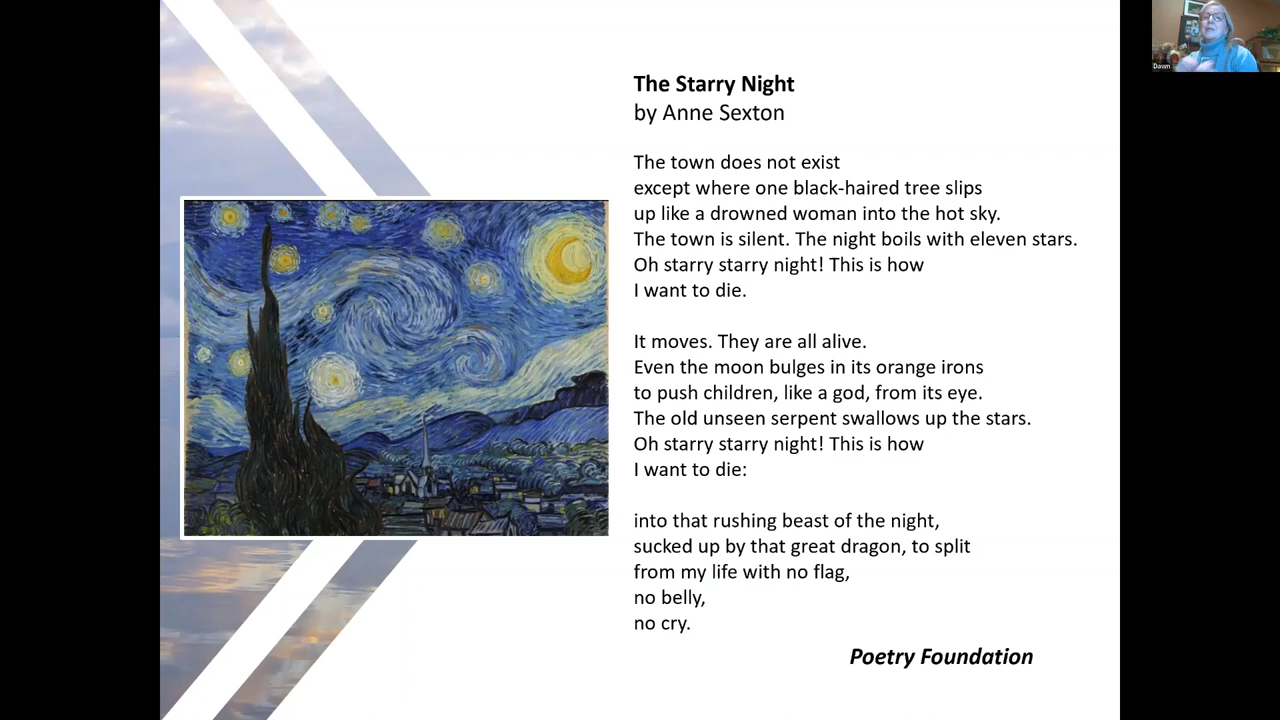 The Starry Night
by Anne Sexton
The town does not exist
except where one black-haired tree slips
up like a drowned woman into the hot sky.
The town is silent. The night boils with eleven stars.
Oh starry starry night! This is how
I want to die.
It moves. They are all alive.
Even the moon bulges in its orange irons
to push children, like a god, from its eye.
The old unseen serpent swallows up the stars.
Oh starry starry night! This is how
I want to die:
into that rushing beast of the night,
sucked up by that great dragon, to split
from my life with no flag,
no belly,
no cry.
Poetry Foundation
Dawn